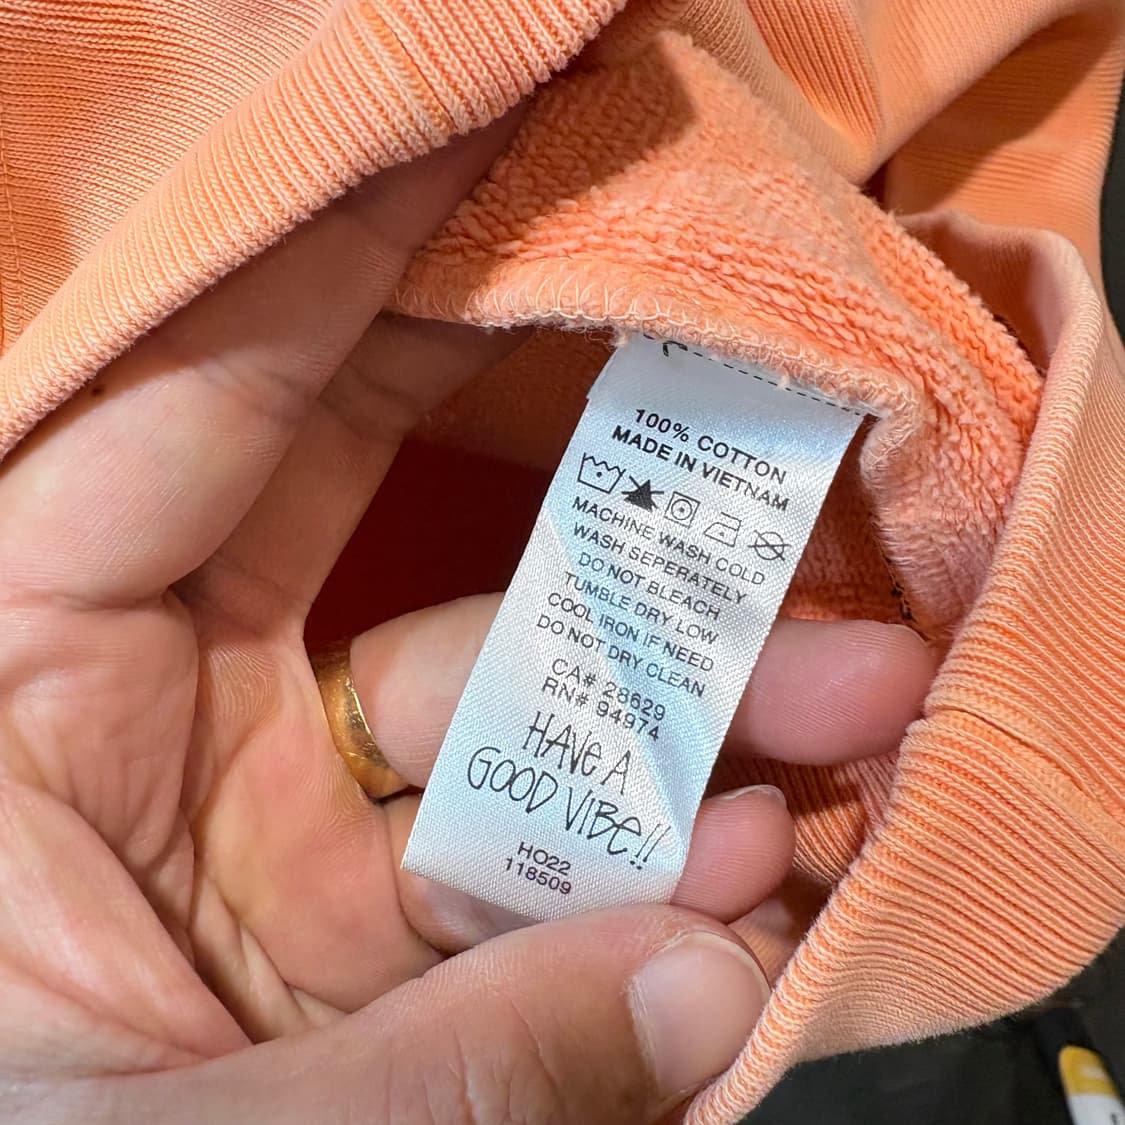 100% COTTON
MADE IN VIETNAM
MACHINE WASH COLD
WASH SEPERATELY
DO NOT BLEACH
TUMBLE DRY LOW
COOL IRON IF NEED
DO NOT DRY CLEAN
CA# 28629
RN# 94974
HAVE A
GOOD VIBE!!
HO22
118509